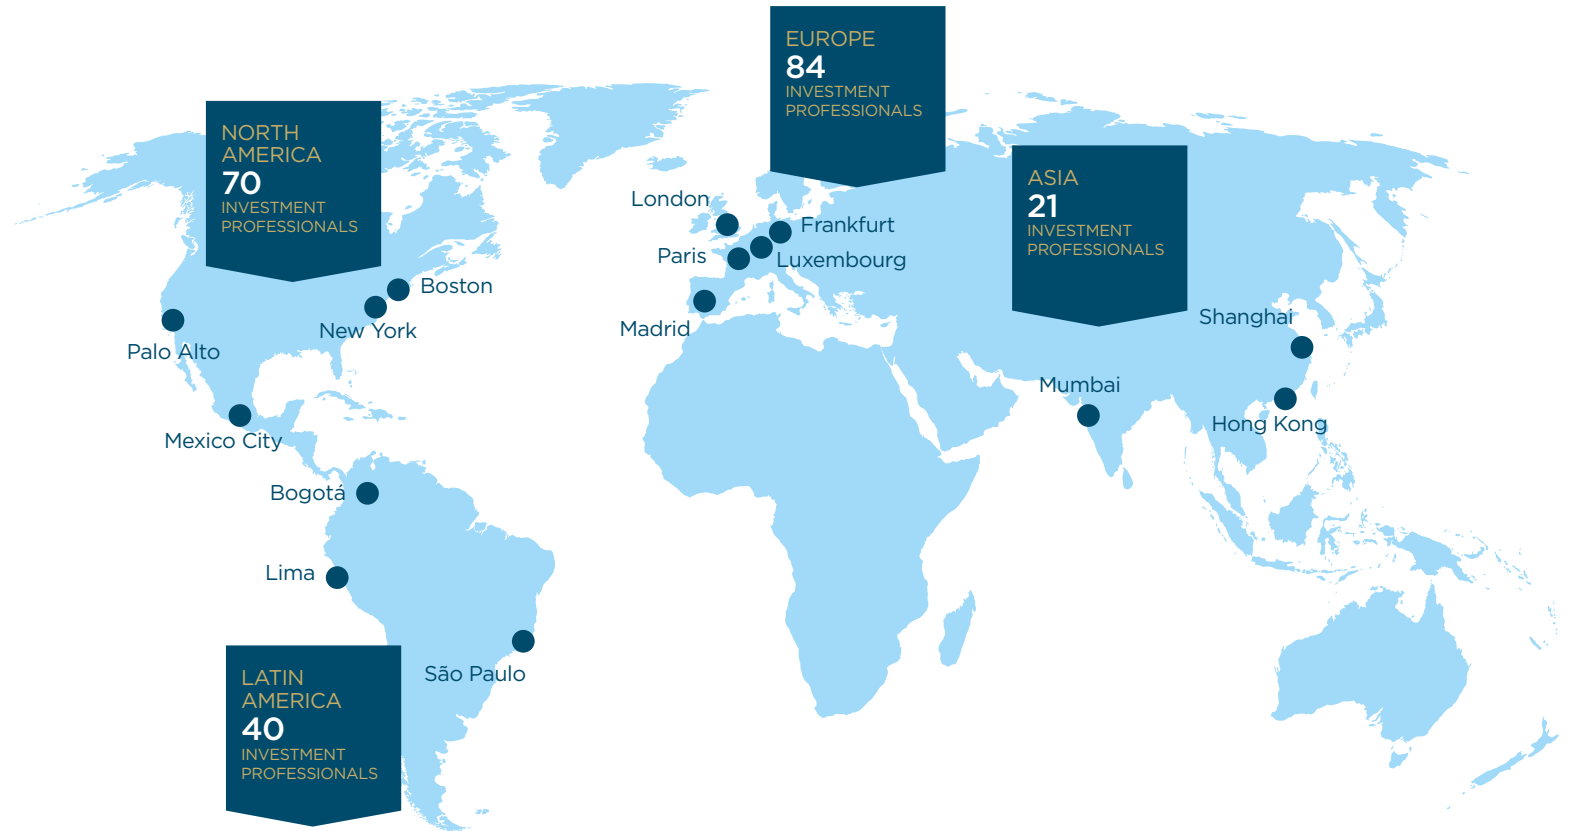 EUROPE
84
INVESTMENT
PROFESSIONALS
NORTH
AMERICA
70
INVESTMENT
PROFESSIONALS
ASIA
21
INVESTMENT
PROFESSIONALS
London
Frankfurt
Paris
Luxembourg
Boston
New York
Madrid
Shanghai
Palo Alto
Mumbai
Mexico City
Hong Kong
Bogotá
Lima
São Paulo
LATIN
AMERICA
40
INVESTMENT
PROFESSIONALS